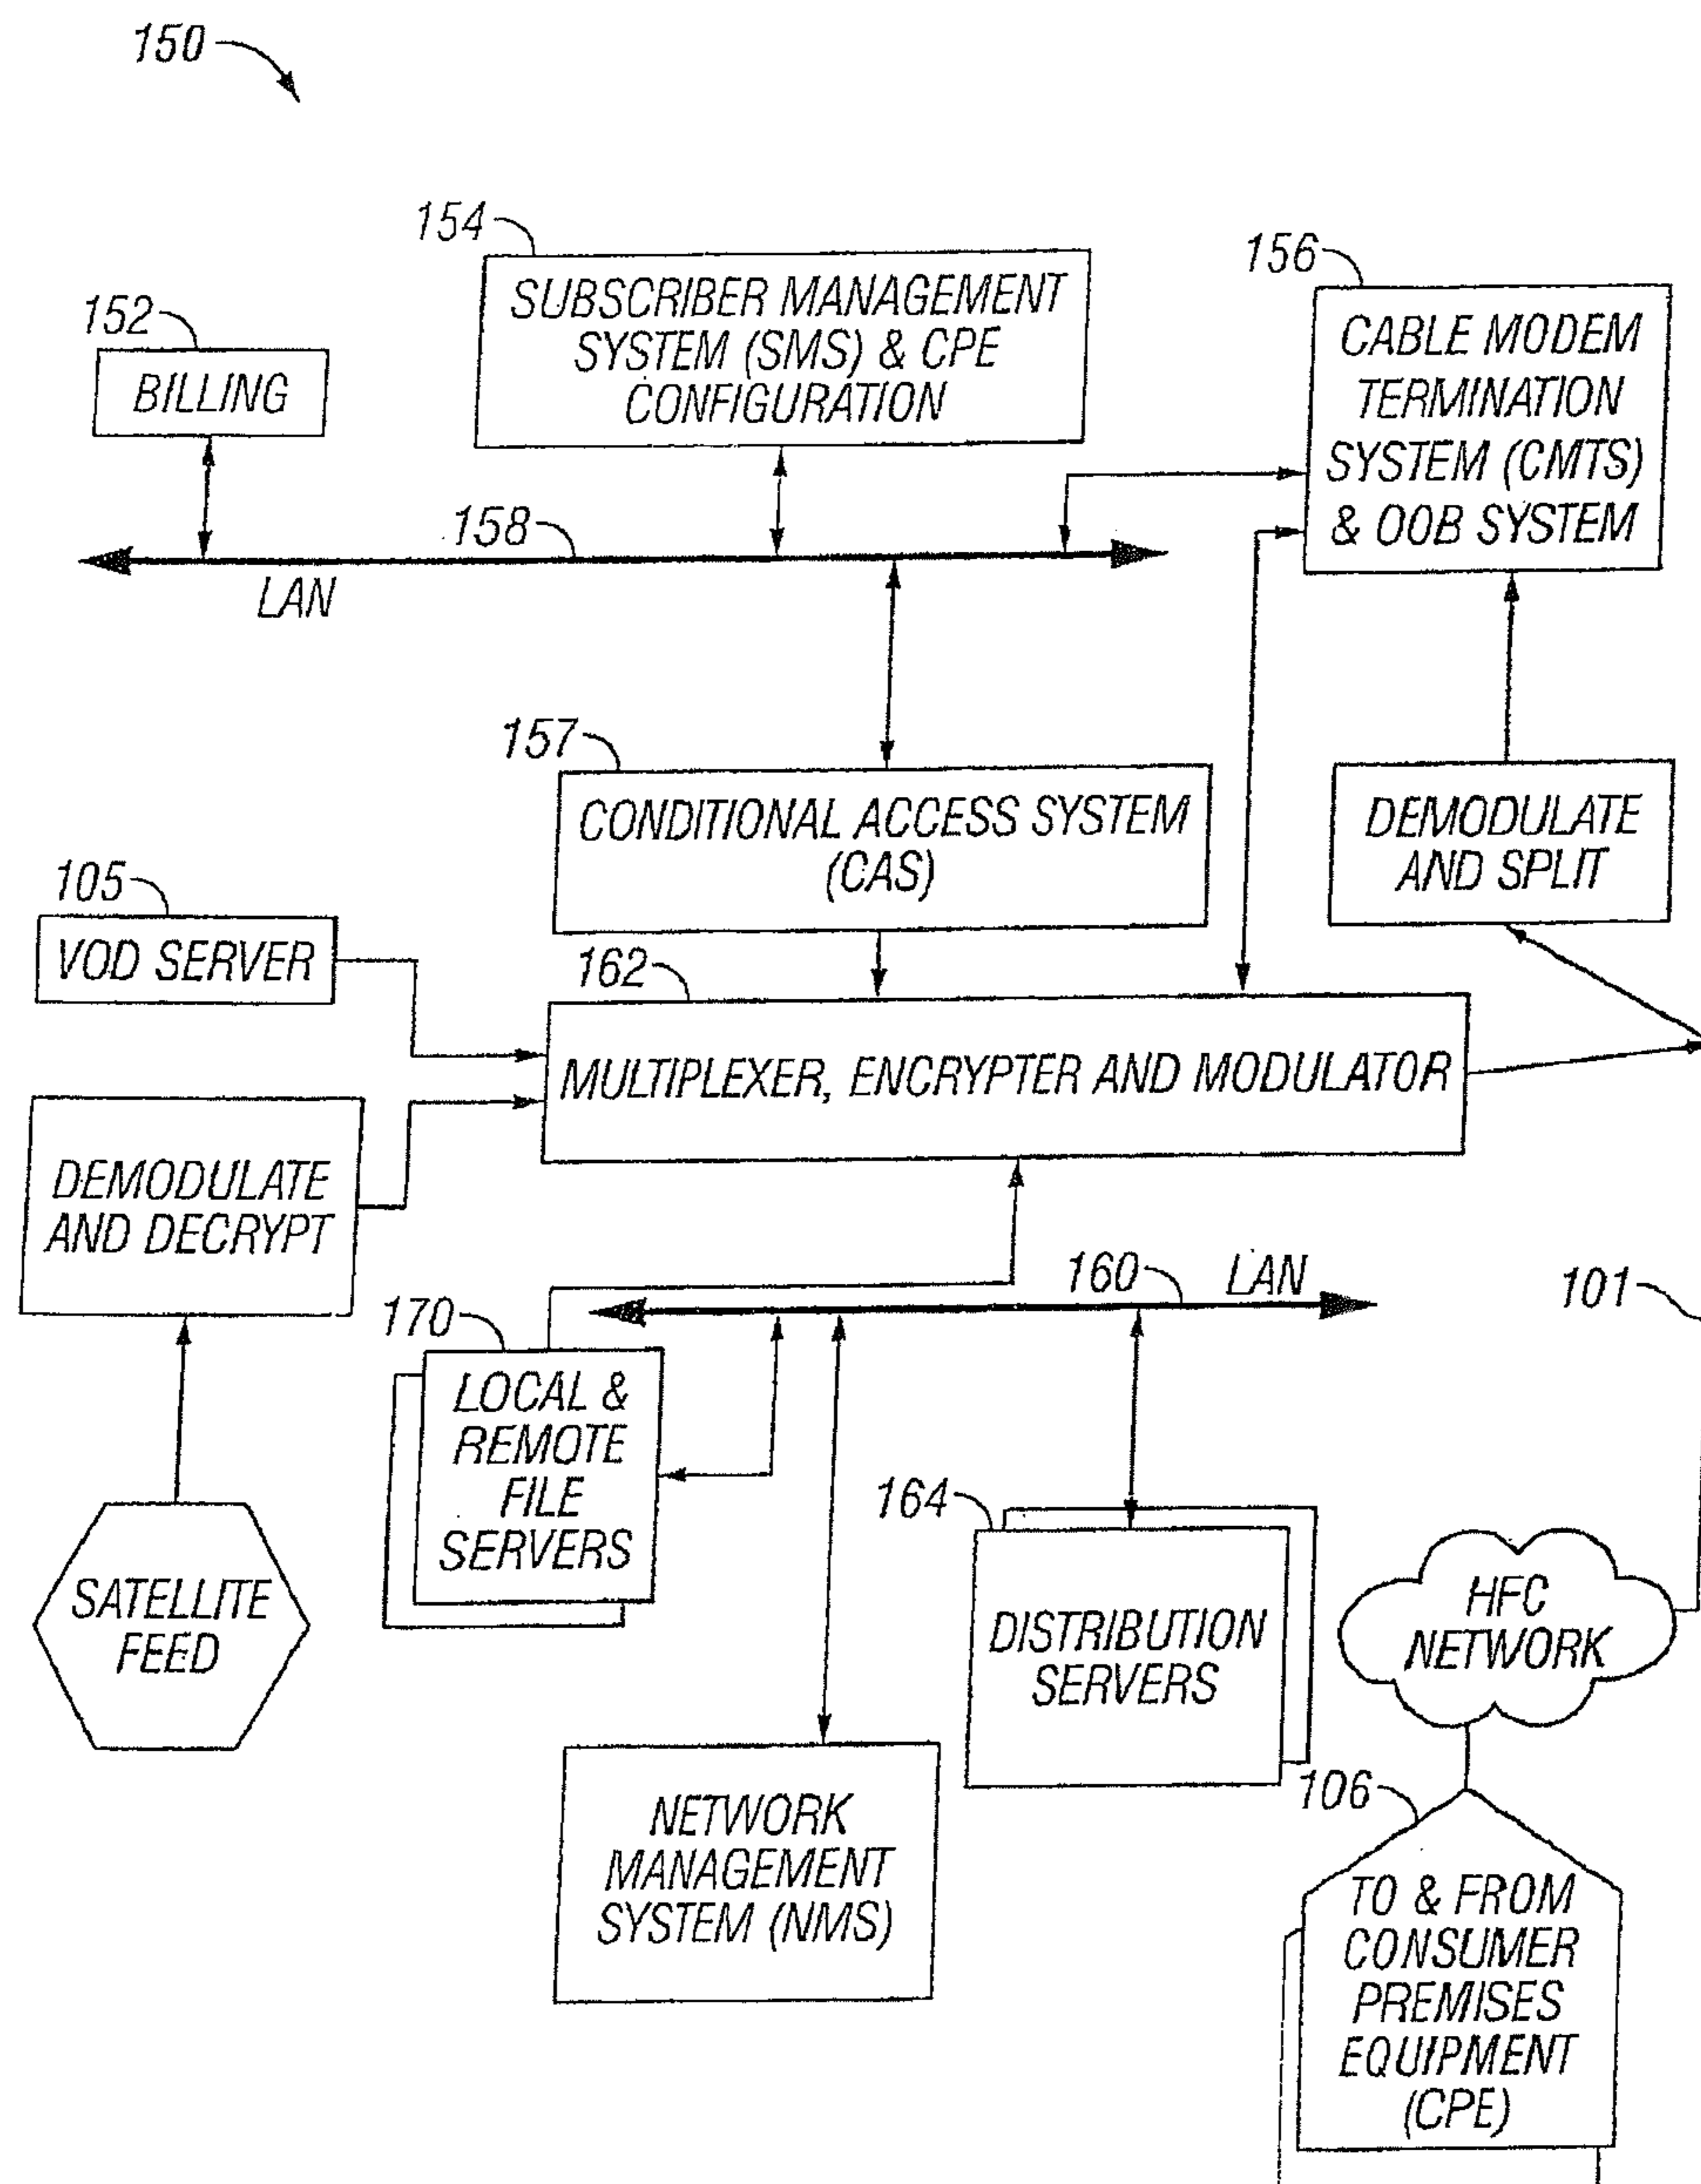 150
154
SUBSCRIBER MANAGEMENT
SYSTEM (SMS) & CPE
CONFIGURATION
156
CABLE MODEM
TERMINATION
SYSTEM (CMTS)
& OOB SYSTEM
152
BILLING
158
LAN
157
CONDITIONAL ACCESS SYSTEM
(CAS)
DEMODULATE
AND SPLIT
105
VOD SERVER
162
MULTIPLEXER, ENCRYPTER AND MODULATOR
DEMODULATE
AND DECRYPT
160
LAN
101
170
LOCAL &
REMOTE
FILE
SERVERS
164
DISTRIBUTION
SERVERS
HFC
NETWORK
SATELLITE
FEED
106
NETWORK
MANAGEMENT
SYSTEM (NMS)
TO & FROM
CONSUMER
PREMISES
EQUIPMENT
(CPE)